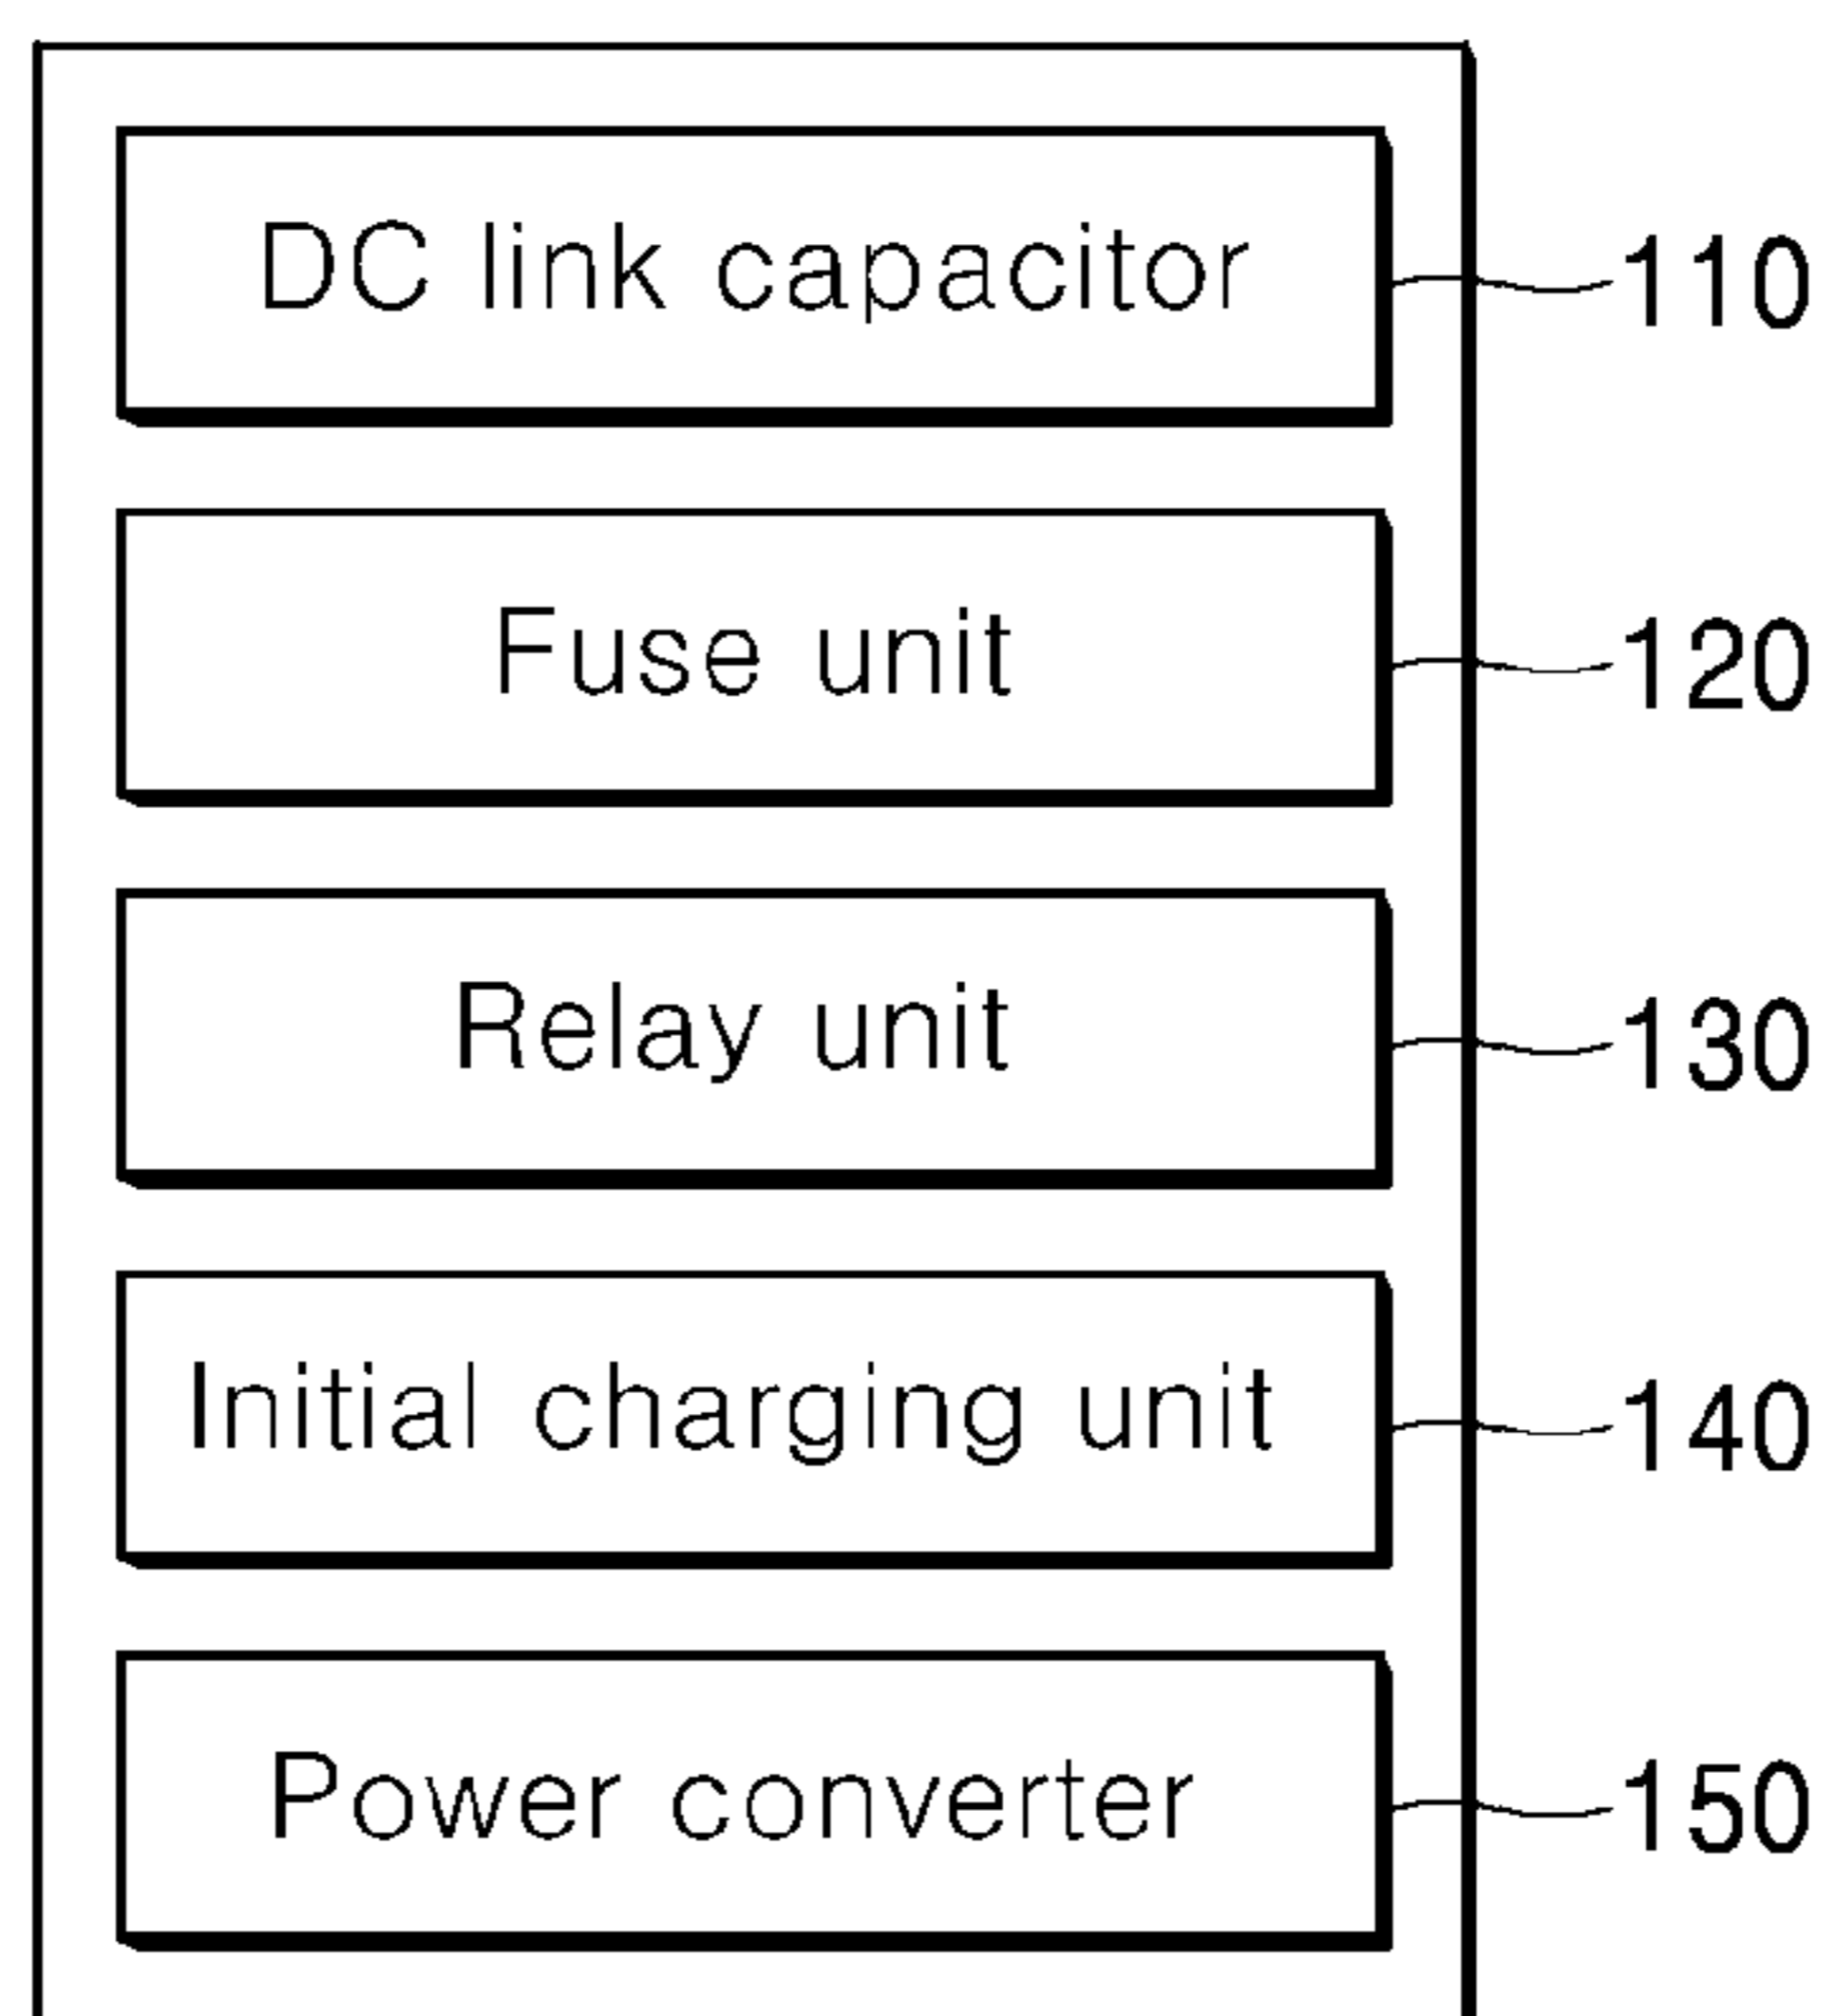 DC link capacitor 110
Fuse unit 120
Relay unit 130
Initial charging unit 140
Power converter 150